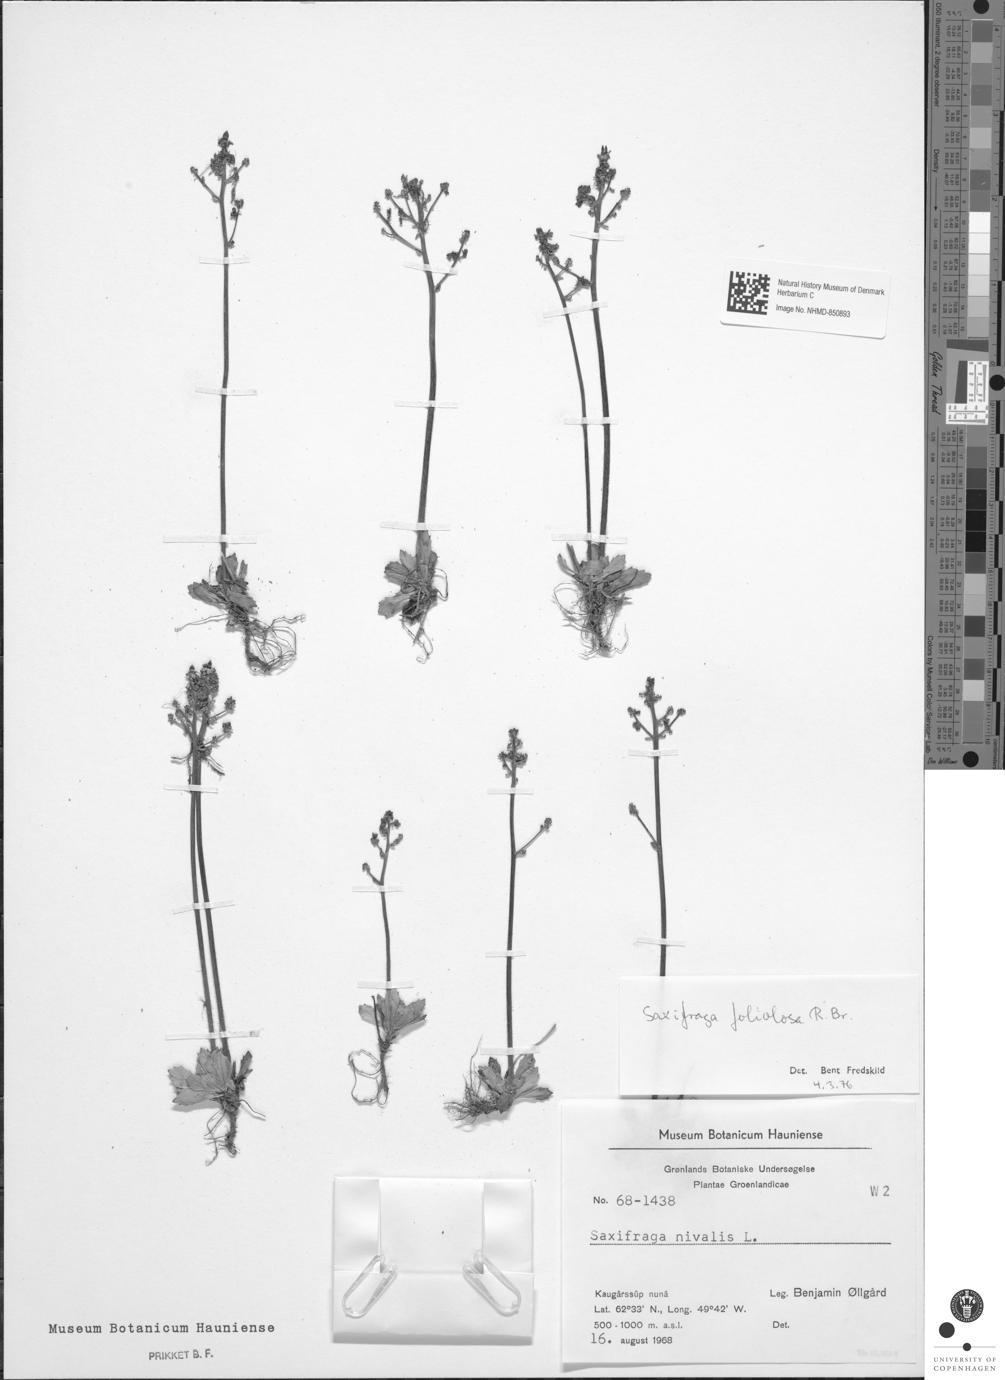 Natural History Museum of Denmark
Herbarium C
Image No. NHMD-850893
Golden Thread
Colors by Munsell Color Services Lab
Saxifraga foliolosa R. Br.
Det. Bent Fredskild
4.3.76
Museum Botanicum Hauniense
Grønlands Botaniske Undersøgelse
Plantae Groenlandicae
W 2
No. 68-1438
Saxifraga nivalis L.
Kaugârssûp nunâ
Leg. Benjamin Øllgård
Lat. 62°33' N., Long. 49°42' W.
500 - 1000 m. a.s.l.
Det.
16. august 1968
Museum Botanicum Hauniense
PRIKKET B. F.
UNIVERSITY OF
COPENHAGEN